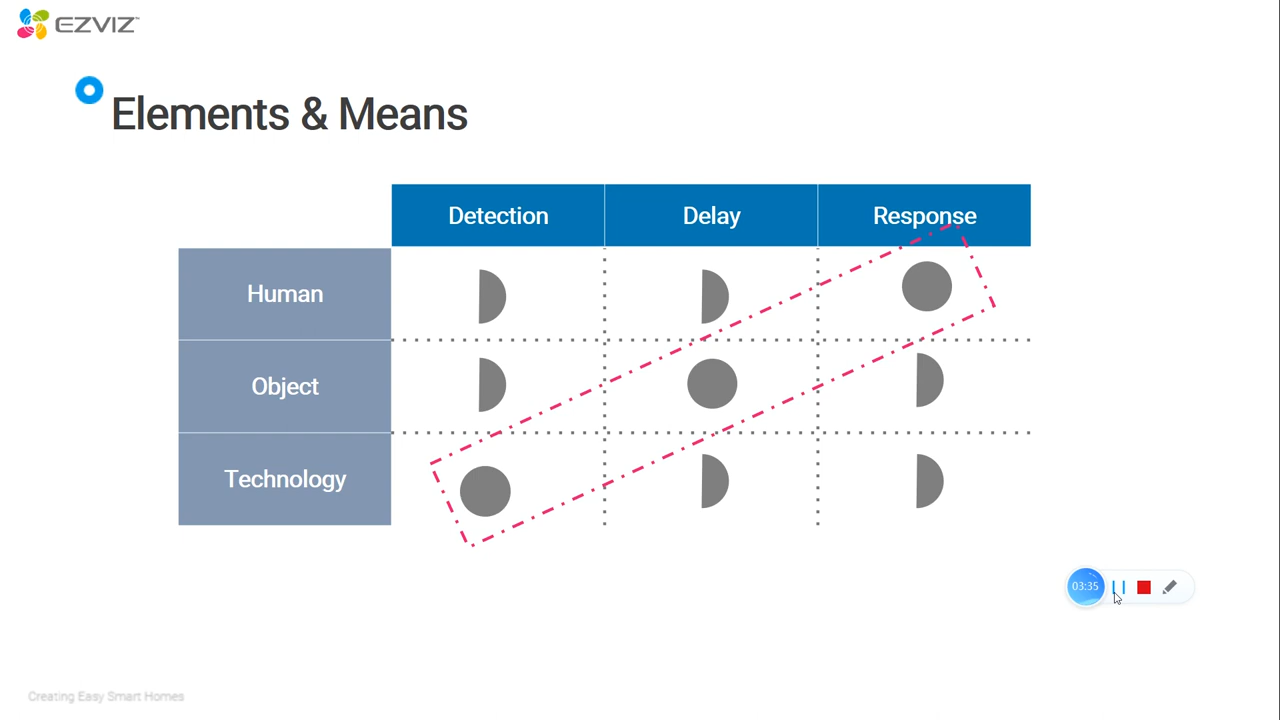 EZVIZ
Elements & Means
Detection Delay Response
Human
Object
Technology
03:35
Creating Easy Smart Homes